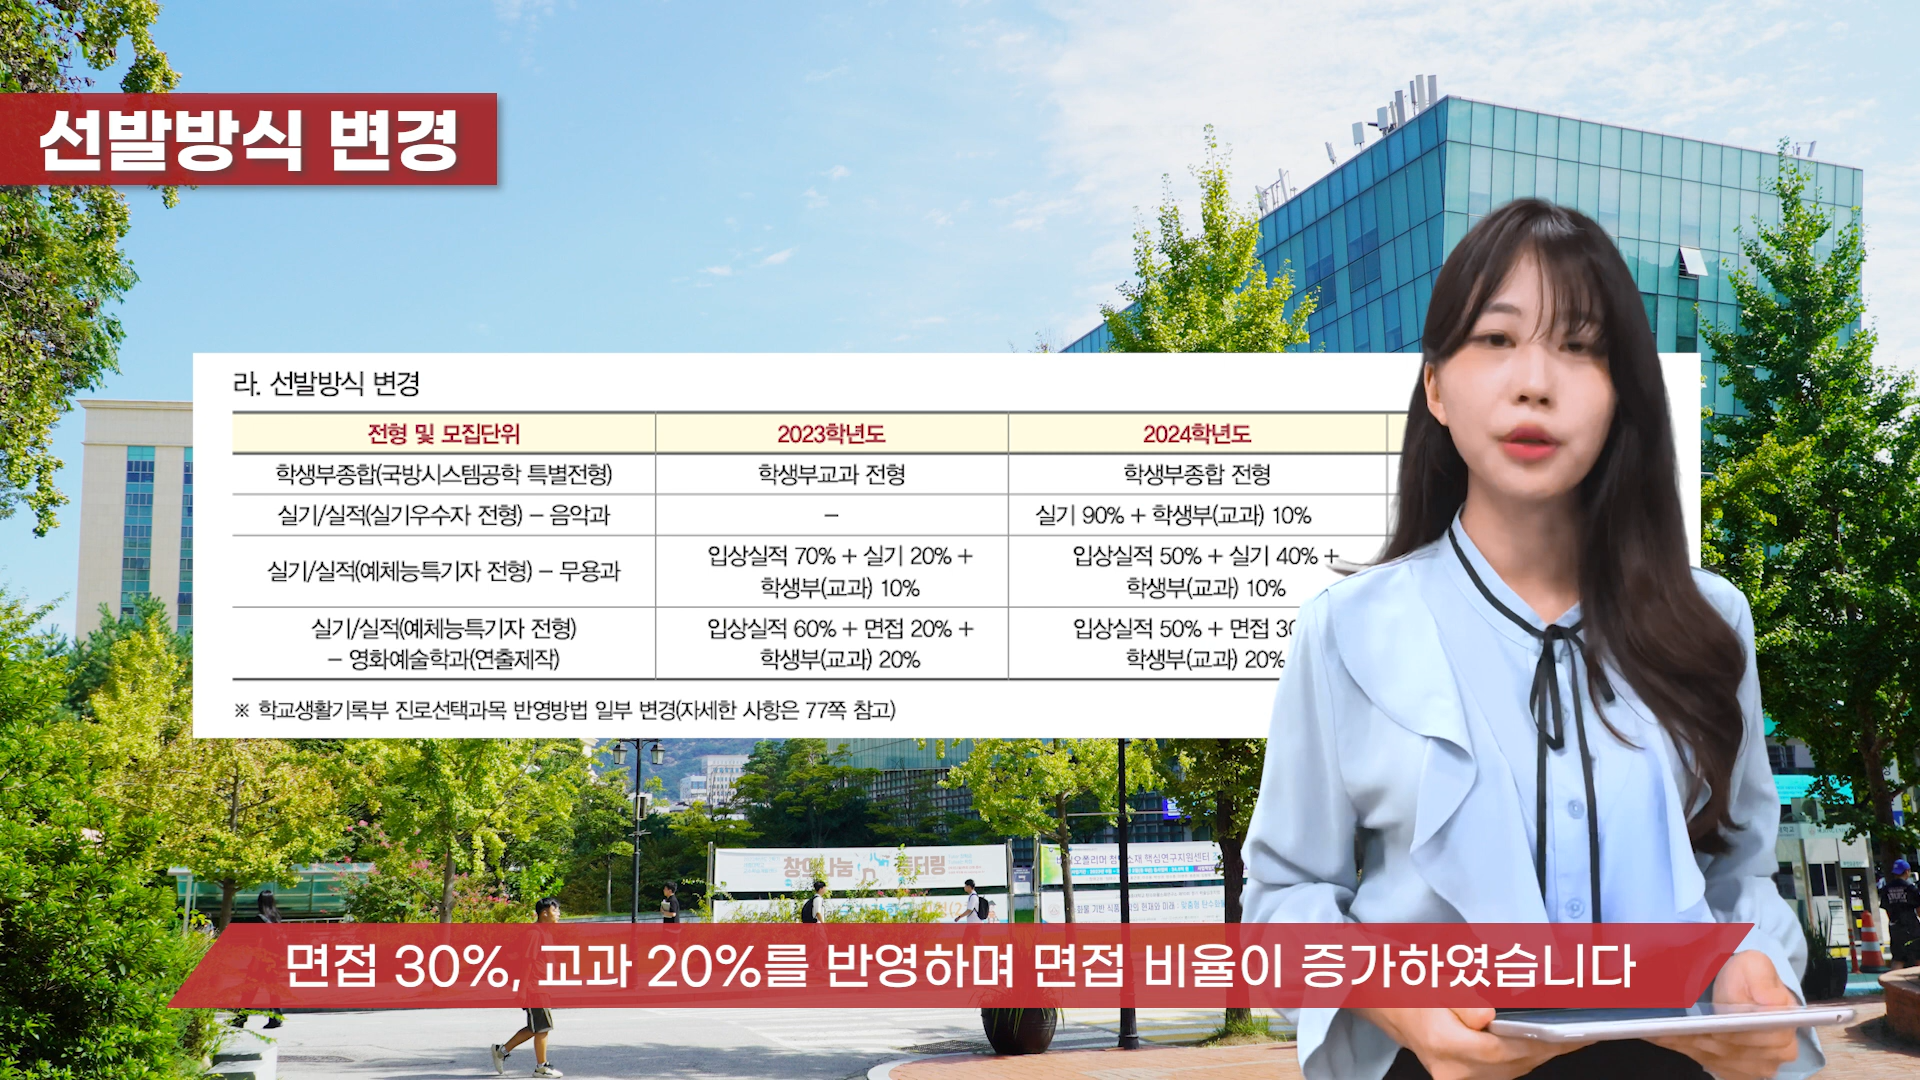 선발방식 변경
라. 선발방식 변경
전형 및 모집단위
2023학년도
2024학년도
학생부종합(국방시스템공학 특별전형)
학생부교과 전형
학생부종합 전형
실기/실적(실기우수자 전형) – 음악과
–
실기 90% + 학생부(교과) 10%
실기/실적(예체능특기자 전형) – 무용과
입상실적 70% + 실기 20% +
학생부(교과) 10%
입상실적 50% + 실기 40% +
학생부(교과) 10%
실기/실적(예체능특기자 전형)
– 영화예술학과(연출제작)
입상실적 60% + 면접 20% +
학생부(교과) 20%
입상실적 50% + 면접
학생부(교과) 20%
※ 학교생활기록부 진로선택과목 반영방법 일부 변경(자세한 사항은 77쪽 참고)
면접 30%, 교과 20%를 반영하며 면접 비율이 증가하였습니다